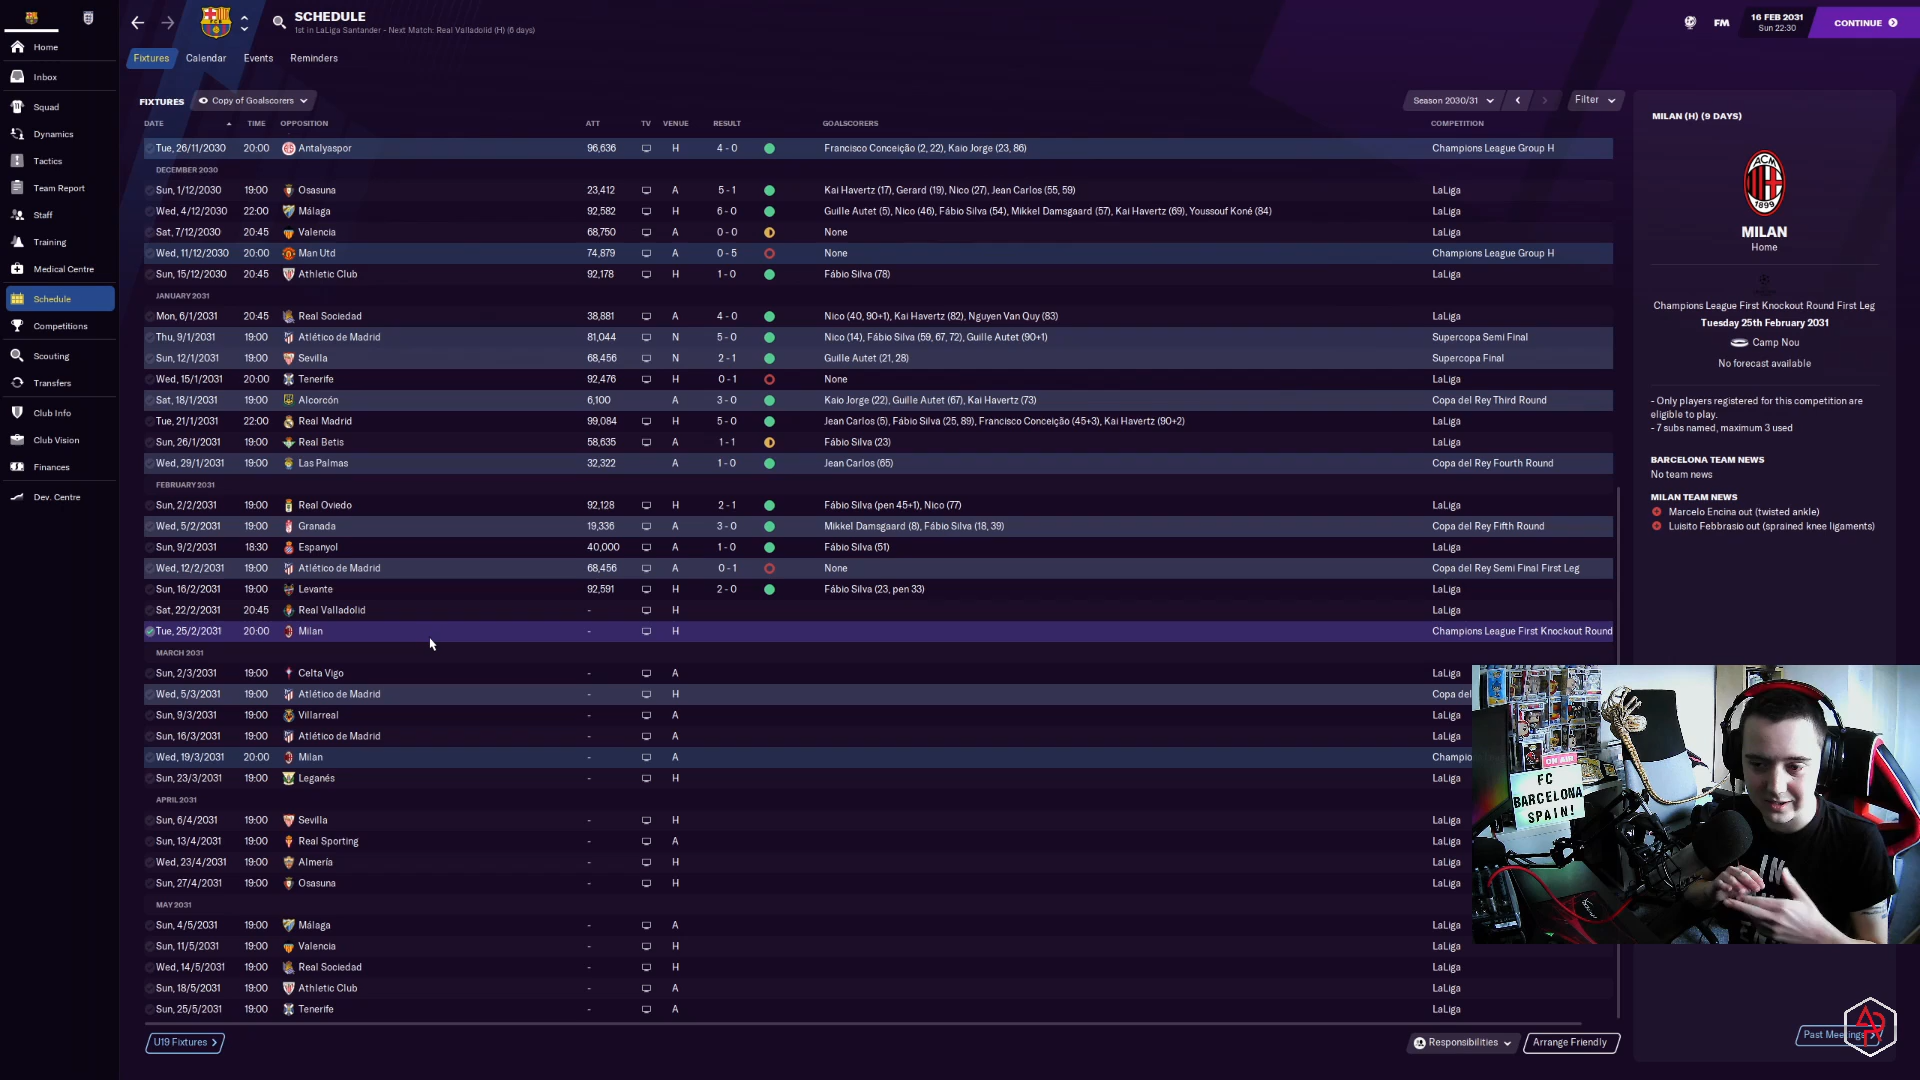 SCHEDULE
1st in LaLiga Santander - Next Match: Real Valladolid (H) (6 days)
FM
16 FEB 2031
Sun 22:30
CONTINUE
Home
Inbox
Squad
Dynamics
Tactics
Team Report
Staff
Training
Medical Centre
Schedule
Competitions
Scouting
Transfers
Club Info
Club Vision
Finances
Dev. Centre
Fixtures Calendar Events Reminders
FIXTURES Copy of Goalscorers Season 2030/31 Filter
DATE TIME OPPOSITION ATT TV VENUE RESULT GOALSCORERS COMPETITION
Tue, 26/11/2030 20:00 Antalyaspor 96,636 H 4 - 0 Francisco Conceição (2, 22), Kaio Jorge (23, 86) Champions League Group H
DECEMBER 2030
Sun, 1/12/2030 19:00 Osasuna 23,412 A 5 - 1 Kai Havertz (17), Gerard (19), Nico (27), Jean Carlos (55, 59) LaLiga
Wed, 4/12/2030 22:00 Málaga 92,582 H 6 - 0 Guille Autet (5), Nico (46), Fábio Silva (54), Mikkel Damsgaard (57), Kai Havertz (69), Youssouf Koné (84) LaLiga
Sat, 7/12/2030 20:45 Valencia 68,750 A 0 - 0 None LaLiga
Wed, 11/12/2030 20:00 Man Utd 74,879 A 0 - 5 None Champions League Group H
Sun, 15/12/2030 20:45 Athletic Club 92,178 H 1 - 0 Fábio Silva (78) LaLiga
JANUARY 2031
Mon, 6/1/2031 20:45 Real Sociedad 38,881 A 4 - 0 Nico (40, 90+1), Kai Havertz (82), Nguyen Van Quy (83) LaLiga
Thu, 9/1/2031 19:00 Atlético de Madrid 81,044 N 5 - 0 Nico (14), Fábio Silva (59, 67, 72), Guille Autet (90+1) Supercopa Semi Final
Sun, 12/1/2031 19:00 Sevilla 68,456 N 2 - 1 Guille Autet (21, 28) Supercopa Final
Wed, 15/1/2031 20:00 Tenerife 92,476 H 0 - 1 None LaLiga
Sat, 18/1/2031 19:00 Alcorcón 6,100 A 3 - 0 Kaio Jorge (22), Guille Autet (67), Kai Havertz (73) Copa del Rey Third Round
Tue, 21/1/2031 22:00 Real Madrid 99,084 H 5 - 0 Jean Carlos (5), Fábio Silva (25, 89), Francisco Conceição (45+3), Kai Havertz (90+2) LaLiga
Sun, 26/1/2031 19:00 Real Betis 58,635 A 1 - 1 Fábio Silva (23) LaLiga
Wed, 29/1/2031 19:00 Las Palmas 32,322 A 1 - 0 Jean Carlos (65) Copa del Rey Fourth Round
FEBRUARY 2031
Sun, 2/2/2031 19:00 Real Oviedo 92,128 H 2 - 1 Fábio Silva (pen 45+1), Nico (77) LaLiga
Wed, 5/2/2031 19:00 Granada 19,336 A 3 - 0 Mikkel Damsgaard (8), Fábio Silva (18, 39) Copa del Rey Fifth Round
Sun, 9/2/2031 18:30 Espanyol 40,000 A 1 - 0 Fábio Silva (51) LaLiga
Wed, 12/2/2031 19:00 Atlético de Madrid 68,456 A 0 - 1 None Copa del Rey Semi Final First Leg
Sun, 16/2/2031 19:00 Levante 92,591 H 2 - 0 Fábio Silva (23, pen 33) LaLiga
Sat, 22/2/2031 20:45 Real Valladolid - H LaLiga
Tue, 25/2/2031 20:00 Milan - H Champions League First Knockout Round
MARCH 2031
Sun, 2/3/2031 19:00 Celta Vigo - A LaLiga
Wed, 5/3/2031 19:00 Atlético de Madrid - H Copa del
Sun, 9/3/2031 19:00 Villarreal - A LaLiga
Sun, 16/3/2031 19:00 Atlético de Madrid - A LaLiga
Wed, 19/3/2031 20:00 Milan - A Champio
Sun, 23/3/2031 19:00 Leganés - H LaLiga
APRIL 2031
Sun, 6/4/2031 19:00 Sevilla - H LaLiga
Sun, 13/4/2031 19:00 Real Sporting - A LaLiga
Wed, 23/4/2031 19:00 Almería - H LaLiga
Sun, 27/4/2031 19:00 Osasuna - H LaLiga
MAY 2031
Sun, 4/5/2031 19:00 Málaga - A LaLiga
Sun, 11/5/2031 19:00 Valencia - H LaLiga
Wed, 14/5/2031 19:00 Real Sociedad - H LaLiga
Sun, 18/5/2031 19:00 Athletic Club - A LaLiga
Sun, 25/5/2031 19:00 Tenerife - A LaLiga
U19 Fixtures Responsibilities Arrange Friendly
MILAN (H) (9 DAYS)
ACM
1899
MILAN
Home
Champions League First Knockout Round First Leg
Tuesday 25th February 2031
Camp Nou
No forecast available
- Only players registered for this competition are
eligible to play.
- 7 subs named, maximum 3 used
BARCELONA TEAM NEWS
No team news
MILAN TEAM NEWS
Marcelo Encina out (twisted ankle)
Luisito Febbrasio out (sprained knee ligaments)
ON AIR
FC
BARCELONA
SPAIN!
Past Meetings